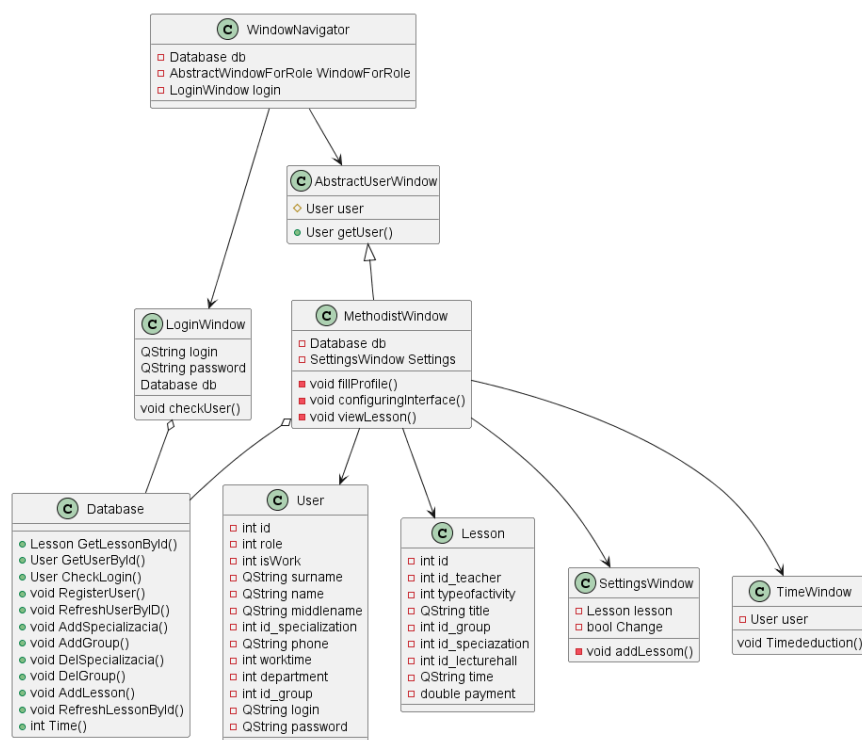 C WindowNavigator
Database db
AbstractWindowForRole WindowForRole
LoginWindow login
C AbstractUserWindow
User user
User getUser()
C LoginWindow
QString login
QString password
Database db
void checkUser()
C MethodistWindow
Database db
SettingsWindow Settings
void fillProfile()
void configuringInterface()
void viewLesson()
C Database
Lesson GetLessonById()
User GetUserById()
User CheckLogin()
void RegisterUser()
void RefreshUserByID()
void AddSpecializacia()
void AddGroup()
void DelSpecializacia()
void DelGroup()
void AddLesson()
void RefreshLessonById()
int Time()
C User
int id
int role
int isWork
QString surname
QString name
QString middlename
int id_specialization
QString phone
int worktime
int department
int id_group
QString login
QString password
C Lesson
int id
int id_teacher
int typeofactivity
QString title
int id_group
int id_speciazation
int id_lecturehall
QString time
double payment
C SettingsWindow
Lesson lesson
bool Change
void addLessom()
C TimeWindow
User user
void Timededuction()